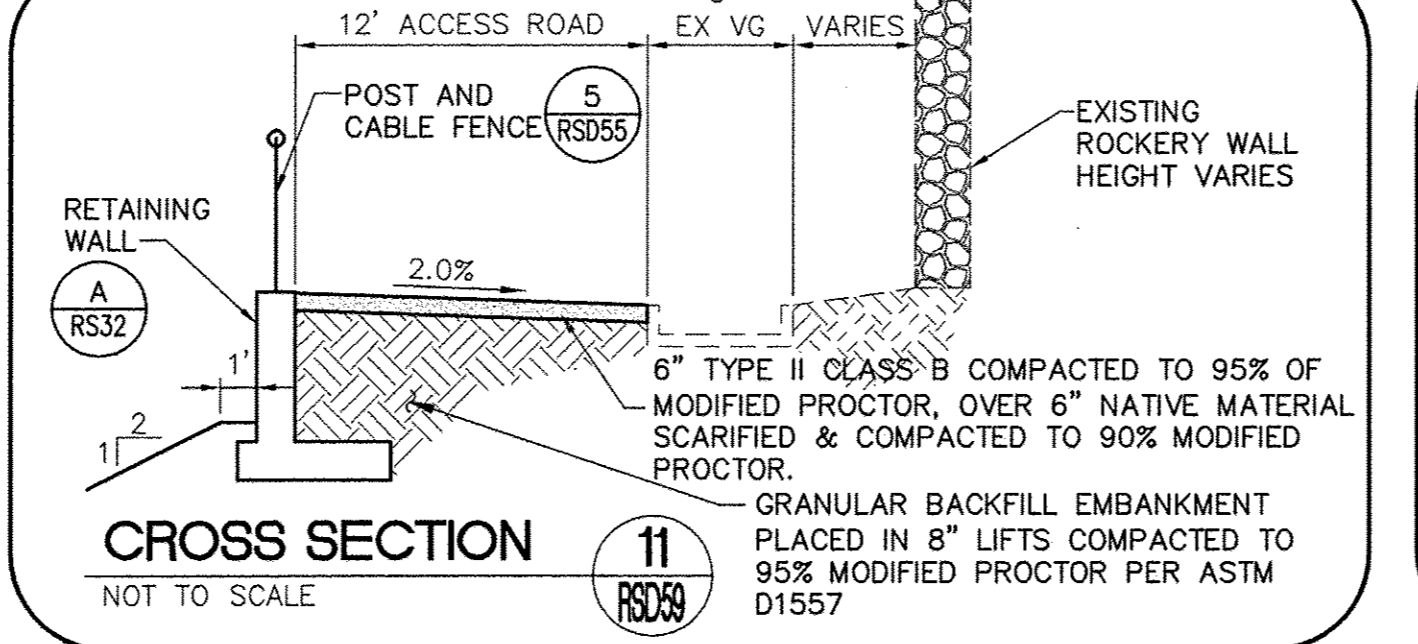 12' ACCESS ROAD
EX VG
VARIES
POST AND
CABLE FENCE
5
RSD55
EXISTING
ROCKERY WALL
HEIGHT VARIES
RETAINING
WALL
A
RS32
2.0%
1'
2
1
6" TYPE II CLASS B COMPACTED TO 95% OF
MODIFIED PROCTOR, OVER 6" NATIVE MATERIAL
SCARIFIED & COMPACTED TO 90% MODIFIED
PROCTOR.
GRANULAR BACKFILL EMBANKMENT
PLACED IN 8" LIFTS COMPACTED TO
95% MODIFIED PROCTOR PER ASTM
D1557
CROSS SECTION
NOT TO SCALE
11
RSD59